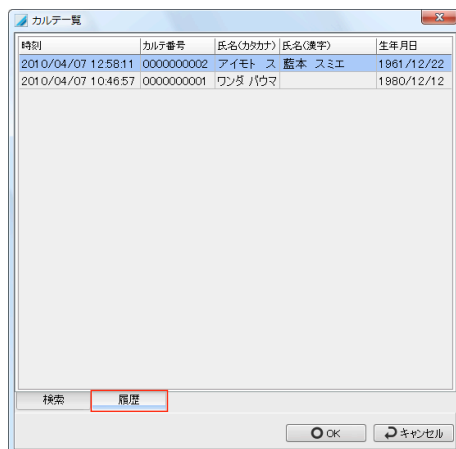 カルテ一覧
時刻 カルテ番号 氏名(カタカナ) 氏名(漢字) 生年月日
2010/04/07 12:58:11 0000000002 アイモト ス 藍本 スミエ 1961/12/22
2010/04/07 10:46:57 0000000001 ワンダ パウマ 1980/12/12
検索 履歴
OK キャンセル